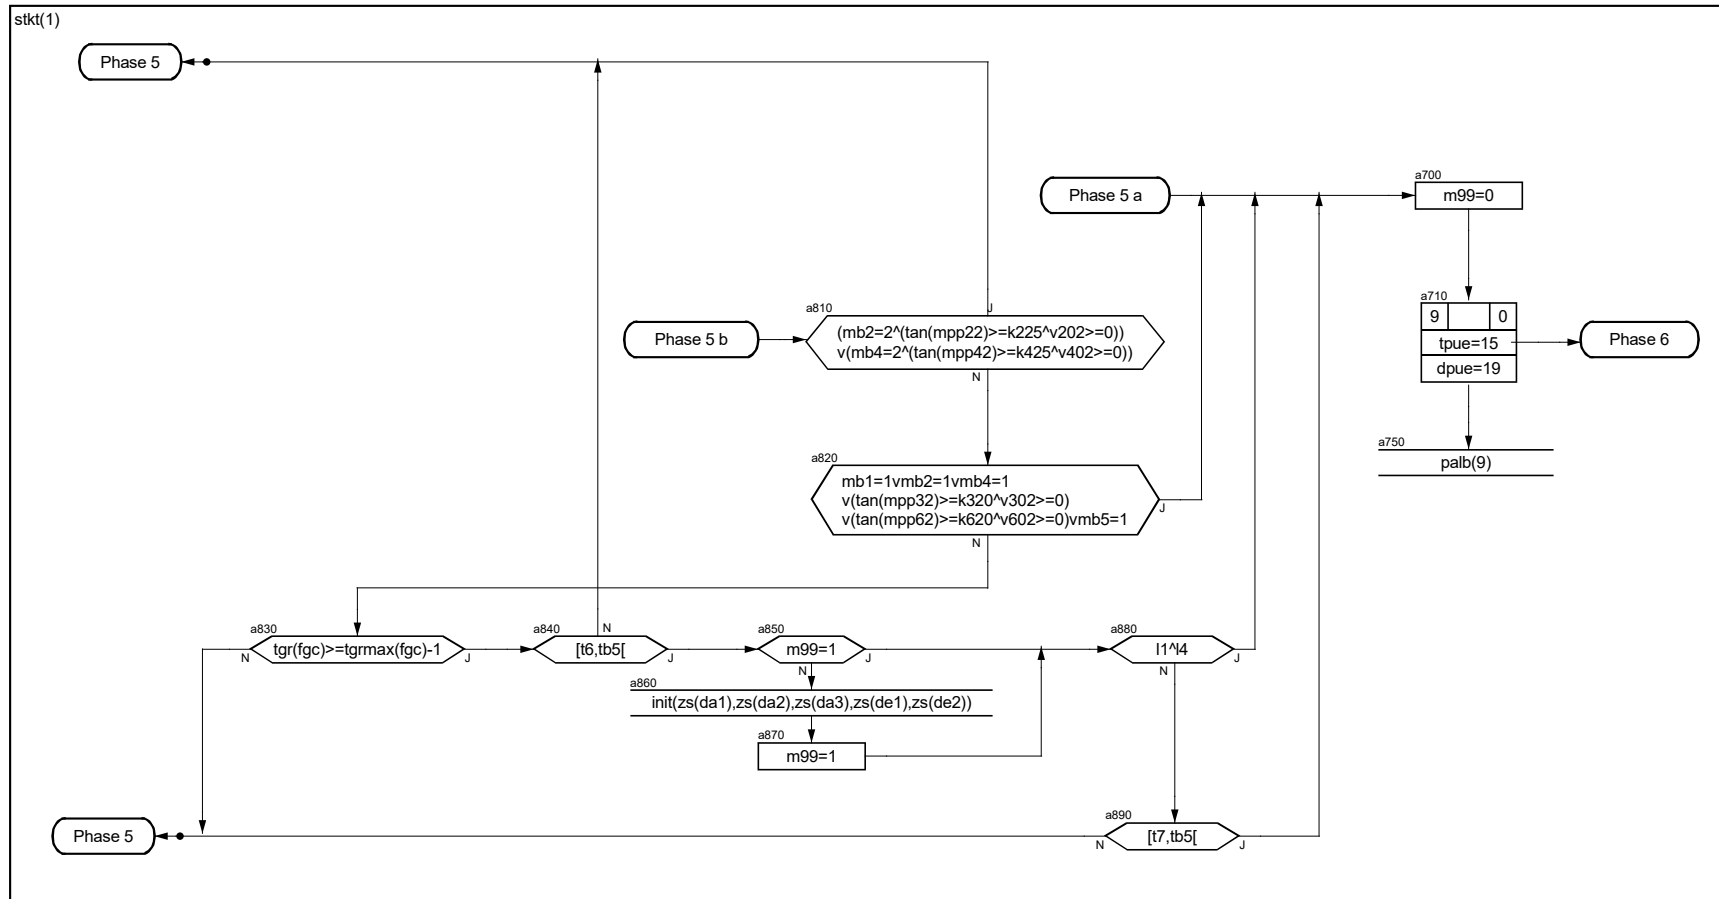 stkt(1)
Phase 5
Phase 5 a
a700
m99=0
a710
9
0
tpue=15
dpue=19
Phase 6
a750
palb(9)
Phase 5 b
a810
J
(mb2=2^(tan(mpp22)>=k225^v202>=0))
v(mb4=2^(tan(mpp42)>=k425^v402>=0))
N
a820
mb1=1vmb2=1vmb4=1
v(tan(mpp32)>=k320^v302>=0)
v(tan(mpp62)>=k620^v602>=0)vmb5=1
J
N
a830
tgr(fgc)>=tgrmax(fgc)-1
N
J
a840
N
[t6,tb5[
J
a850
m99=1
J
N
a860
init(zs(da1),zs(da2),zs(da3),zs(de1),zs(de2))
a870
m99=1
a880
l1^l4
J
N
a890
[t7,tb5[
N
J
Phase 5